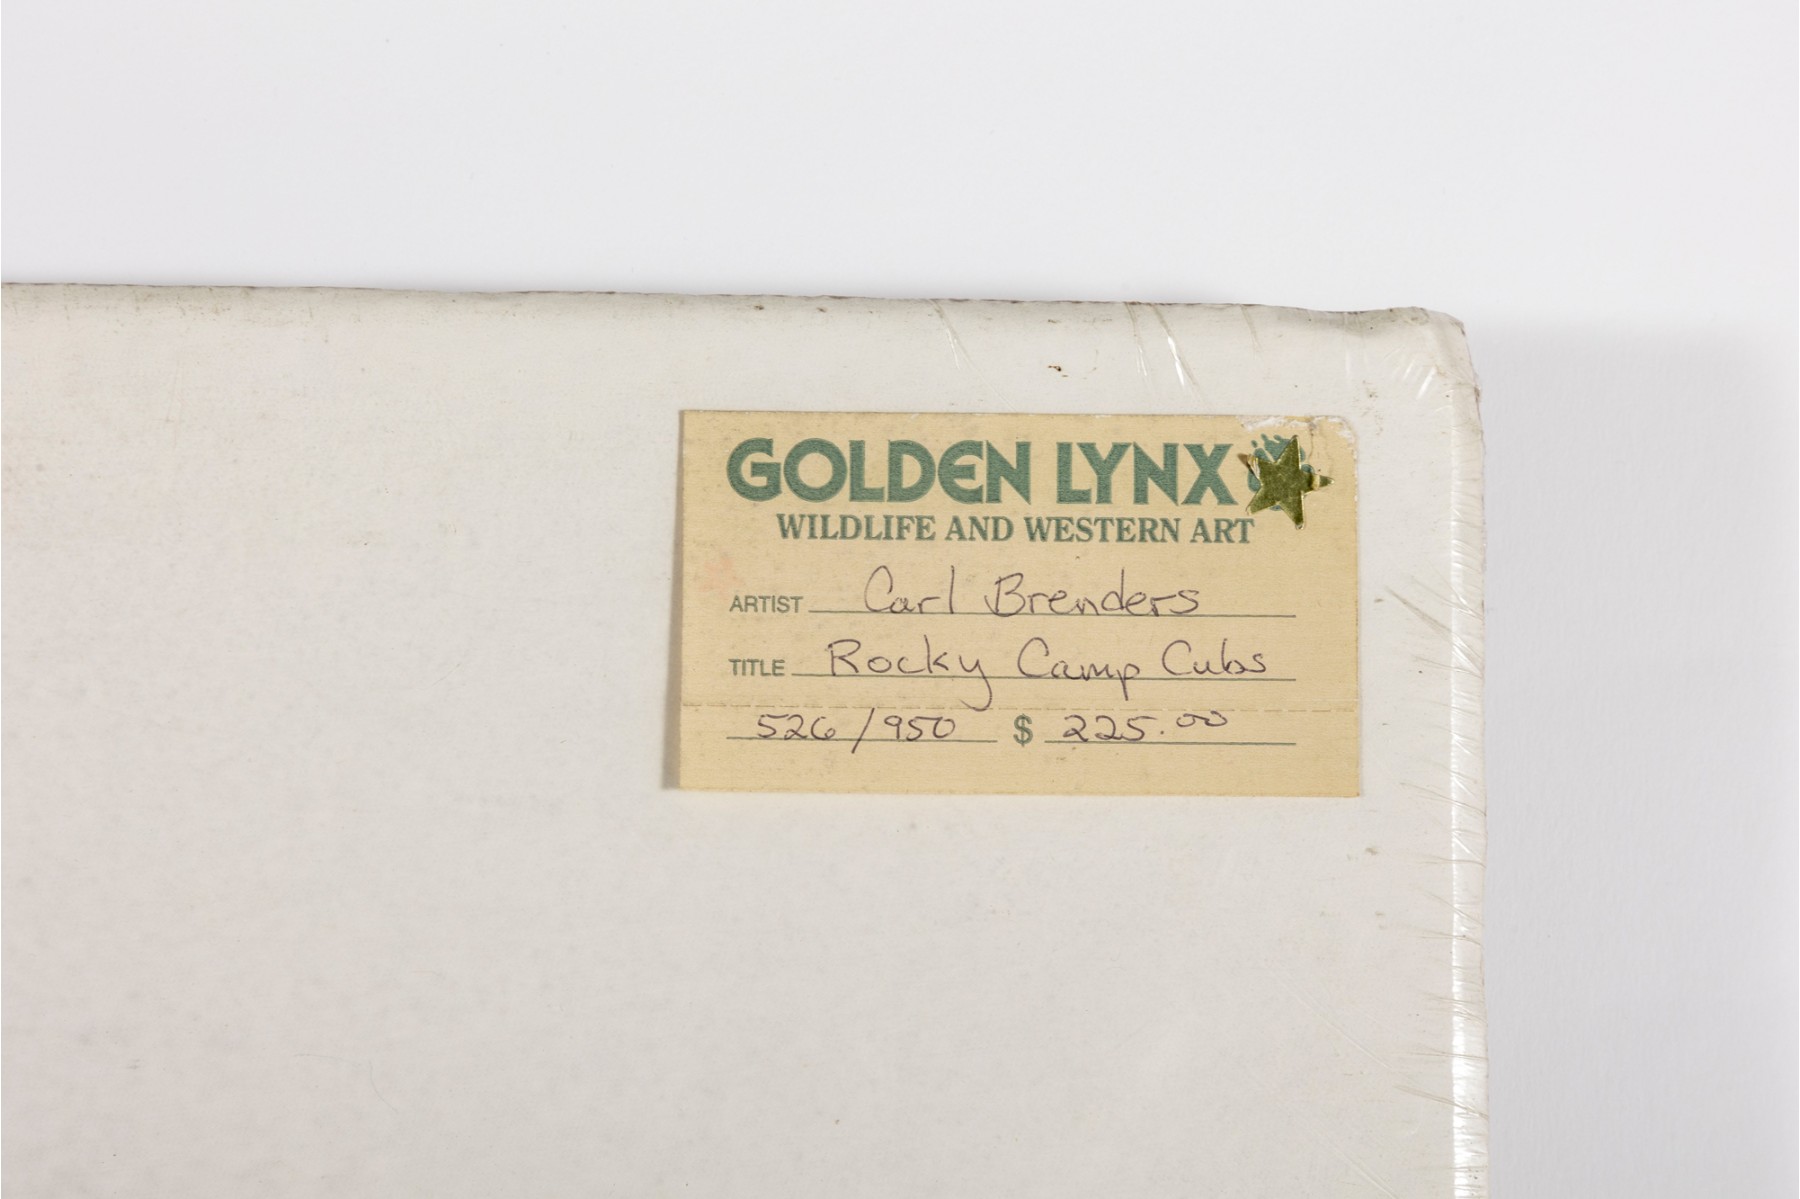 GOLDEN LYNX
WILDLIFE AND WESTERN ART
ARTIST Carl Brenders
TITLE Rocky Camp Cubs
526/950 $ 225.00